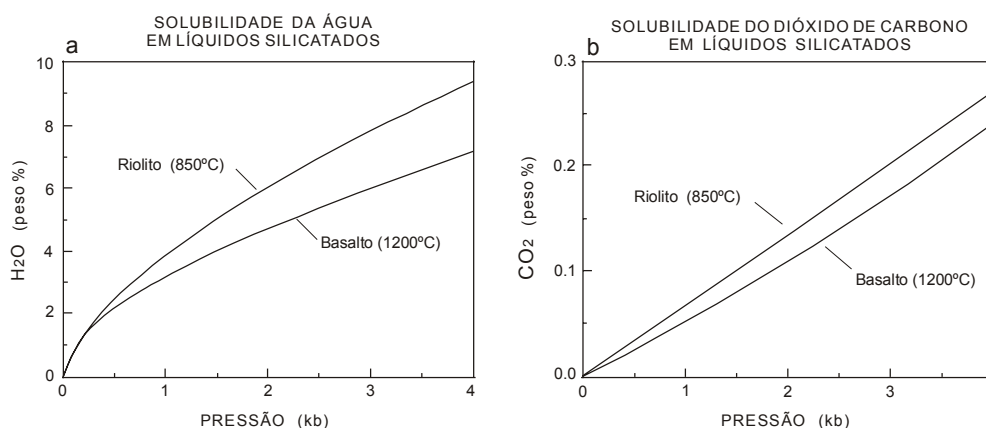 SOLUBILIDADE DA ÁGUA
EM LÍQUIDOS SILICATADOS
a
10
8
6
4
2
0
H2O (peso %)
Riolito (850ºC)
Basalto (1200ºC)
0 1 2 3 4
PRESSÃO (kb)
SOLUBILIDADE DO DIÓXIDO DE CARBONO
EM LÍQUIDOS SILICATADOS
b
0.3
0.2
0.1
0.0
CO2 (peso %)
Riolito (850ºC)
Basalto (1200ºC)
0 1 2 3
PRESSÃO (kb)